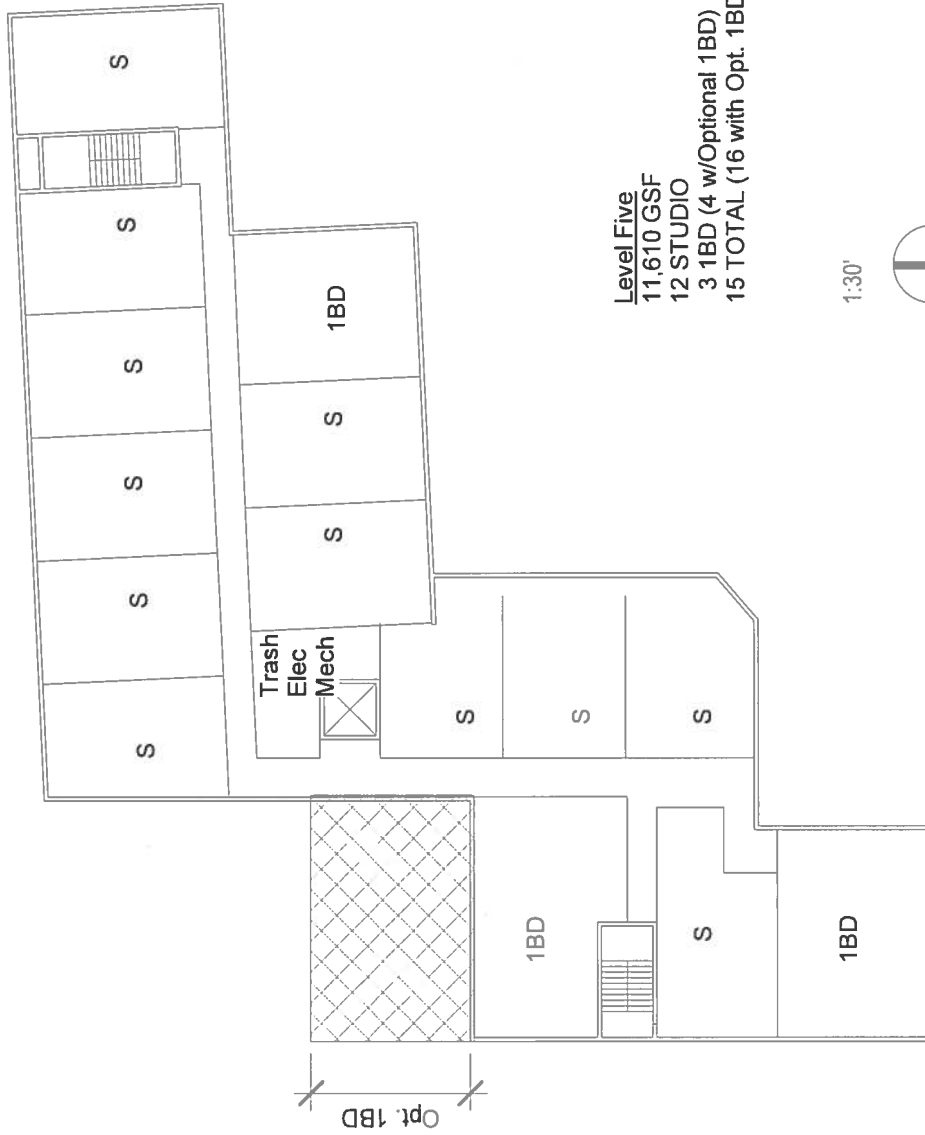 S
S
S
S
S
S
1BD
S
S
Trash
Elec
Mech
S
S
S
1BD
S
1BD
Opt. 1BD
Level Five
11,610 GSF
12 STUDIO
3 1BD (4 w/Optional 1BD)
15 TOTAL (16 with Opt. 1BD
1:30'